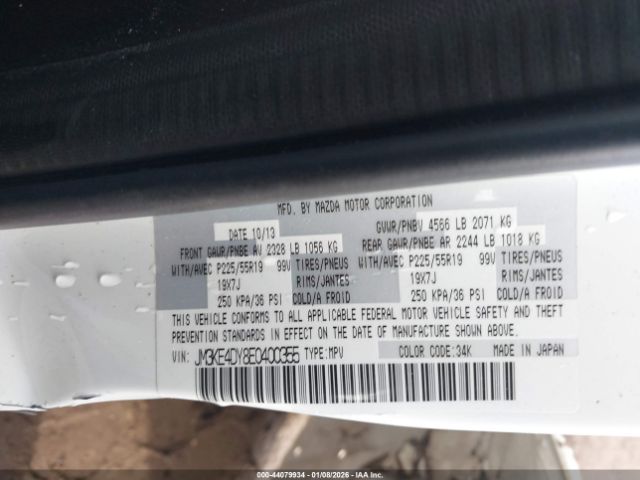 MFD. BY MAZDA MOTOR CORPORATION
DATE 10/13 GVWR/PNBV 4566 LB 2071 KG
FRONT GAWR/PNBE AV 2328 LB 1056 KG REAR GAWR/PNBE AR 2244 LB 1018 KG
WITH/AVEC P225/55R19 99V TIRES/PNEUS WITH/AVEC P225/55R19 99V TIRES/PNEUS
19X7J RIMS/JANTES 19X7J RIMS/JANTES
250 KPA/36 PSI COLD/A FROID 250 KPA/36 PSI COLD/A FROID
THIS VEHICLE CONFORMS TO ALL APPLICABLE FEDERAL MOTOR VEHICLE SAFETY AND THEFT
PREVENTION STANDARDS IN EFFECT ON THE DATE OF MANUFACTURE SHOWN ABOVE.
VIN: JM3KE4DY8E0400355 TYPE:MPV COLOR CODE:34K MADE IN JAPAN
000-44079934 - 01/08/2026 - IAAI.com